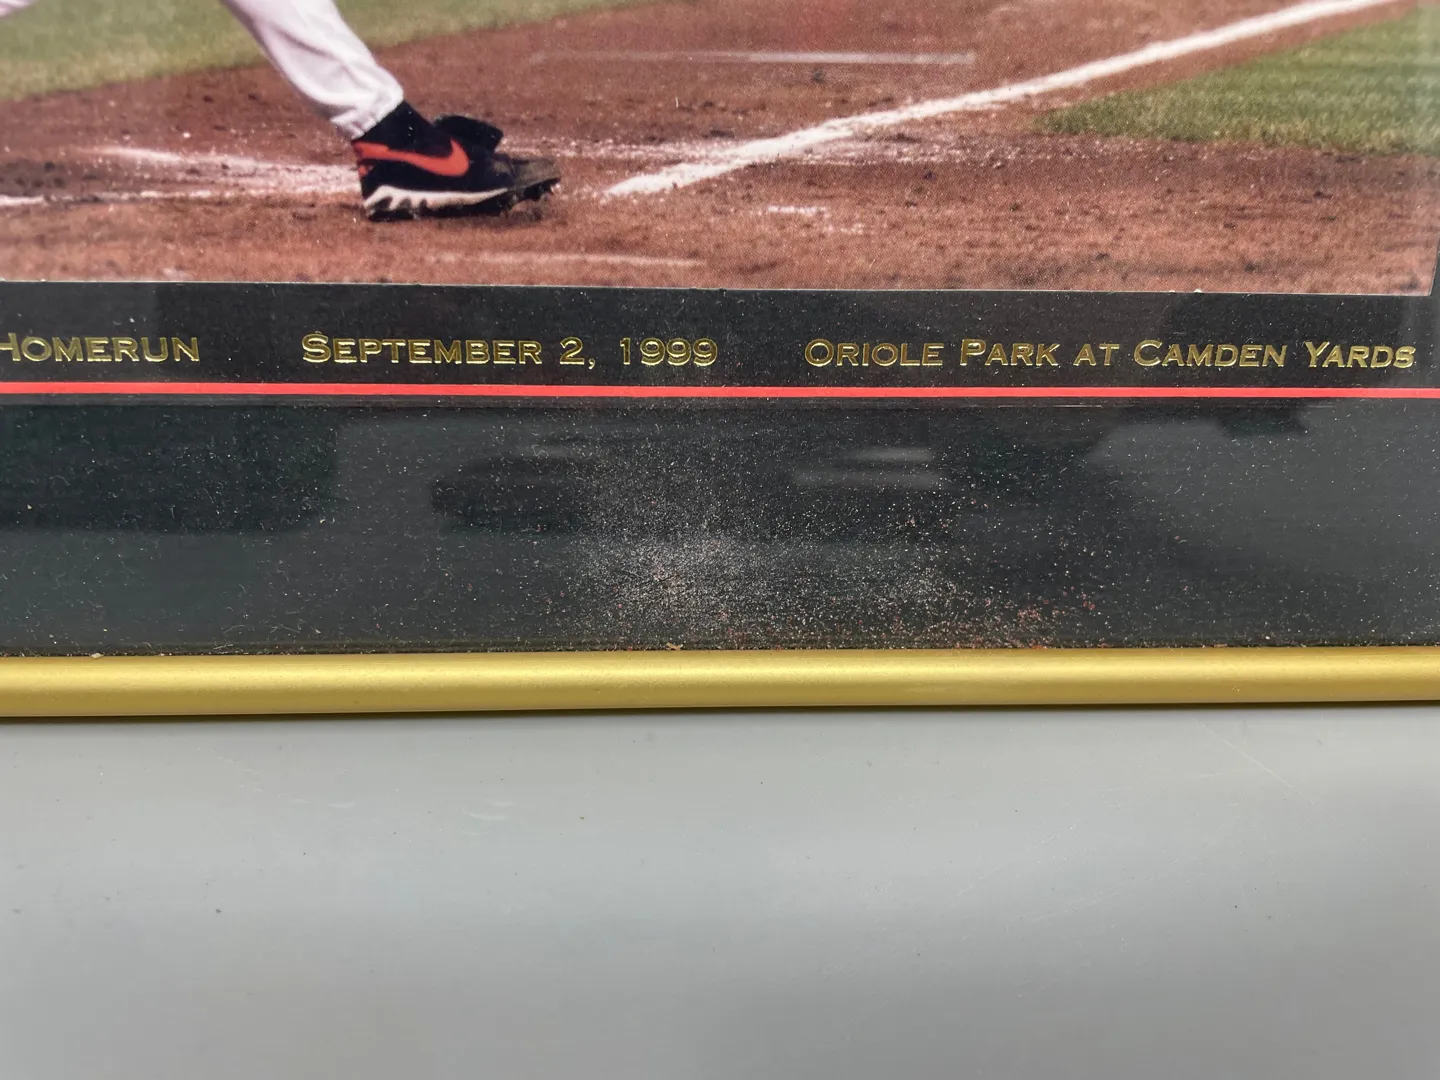 Homerun September 2, 1999 Oriole Park at Camden Yards